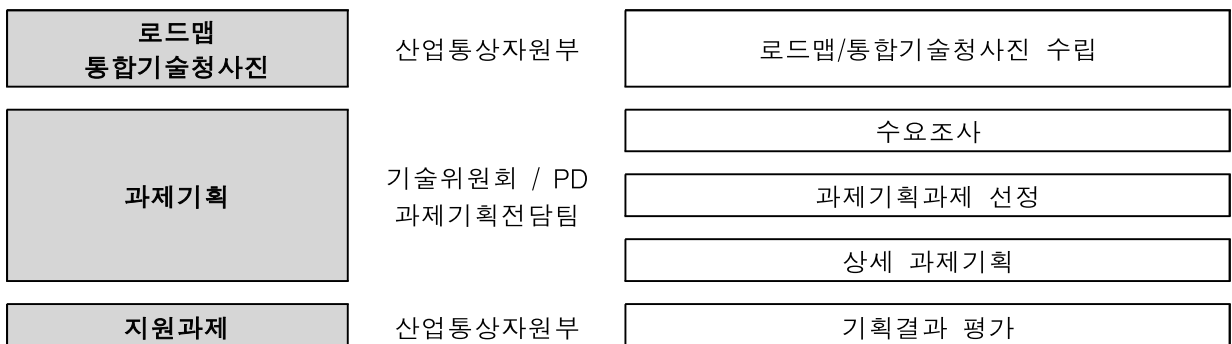 로드맵
통합기술청사진
산업통상자원부
로드맵/통합기술청사진 수립
과제기획
기술위원회 / PD
과제기획전담팀
수요조사
과제기획과제 선정
상세 과제기획
지원과제
산업통상자원부
기획결과 평가